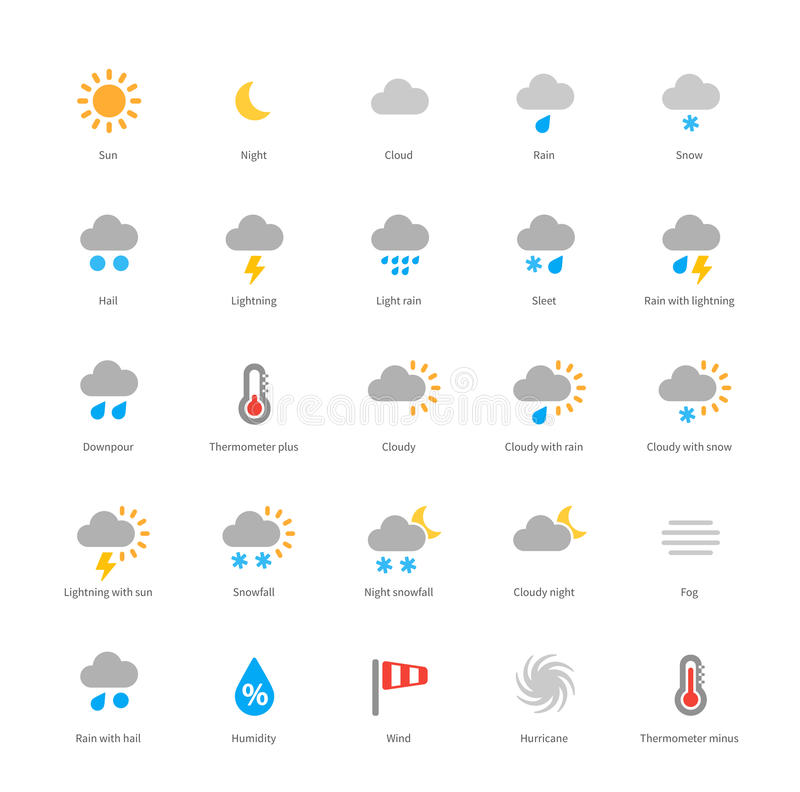 Sun
Night
Cloud
Rain
Snow
Hail
Lightning
Light rain
Sleet
Rain with lightning
Downpour
Thermometer plus
Cloudy
Cloudy with rain
Cloudy with snow
dreamstime
Lightning with sun
Snowfall
Night snowfall
Cloudy night
Fog
%
Rain with hail
Humidity
Wind
Hurricane
Thermometer minus